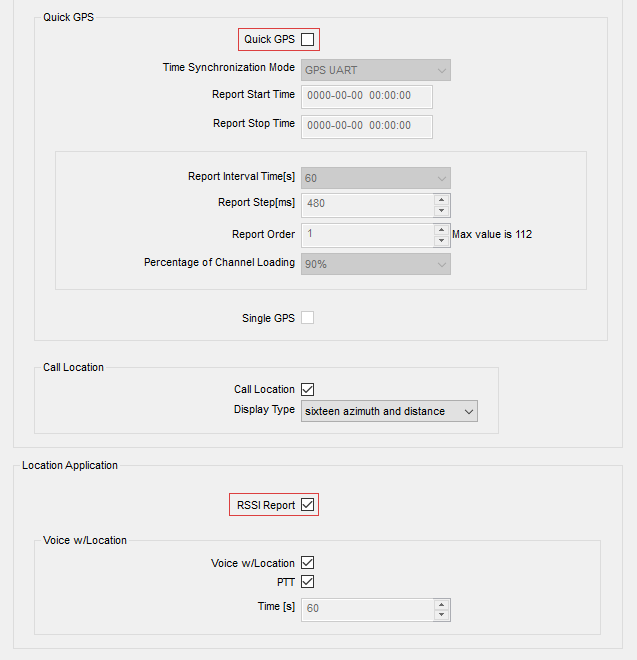 Quick GPS
Quick GPS
Time Synchronization Mode GPS UART
Report Start Time 0000-00-00 00:00:00
Report Stop Time 0000-00-00 00:00:00
Report Interval Time[s] 60
Report Step[ms] 480
Report Order 1 Max value is 112
Percentage of Channel Loading 90%
Single GPS
Call Location
Call Location
Display Type sixteen azimuth and distance
Location Application
RSSI Report
Voice w/Location
Voice w/Location
PTT
Time [s] 60